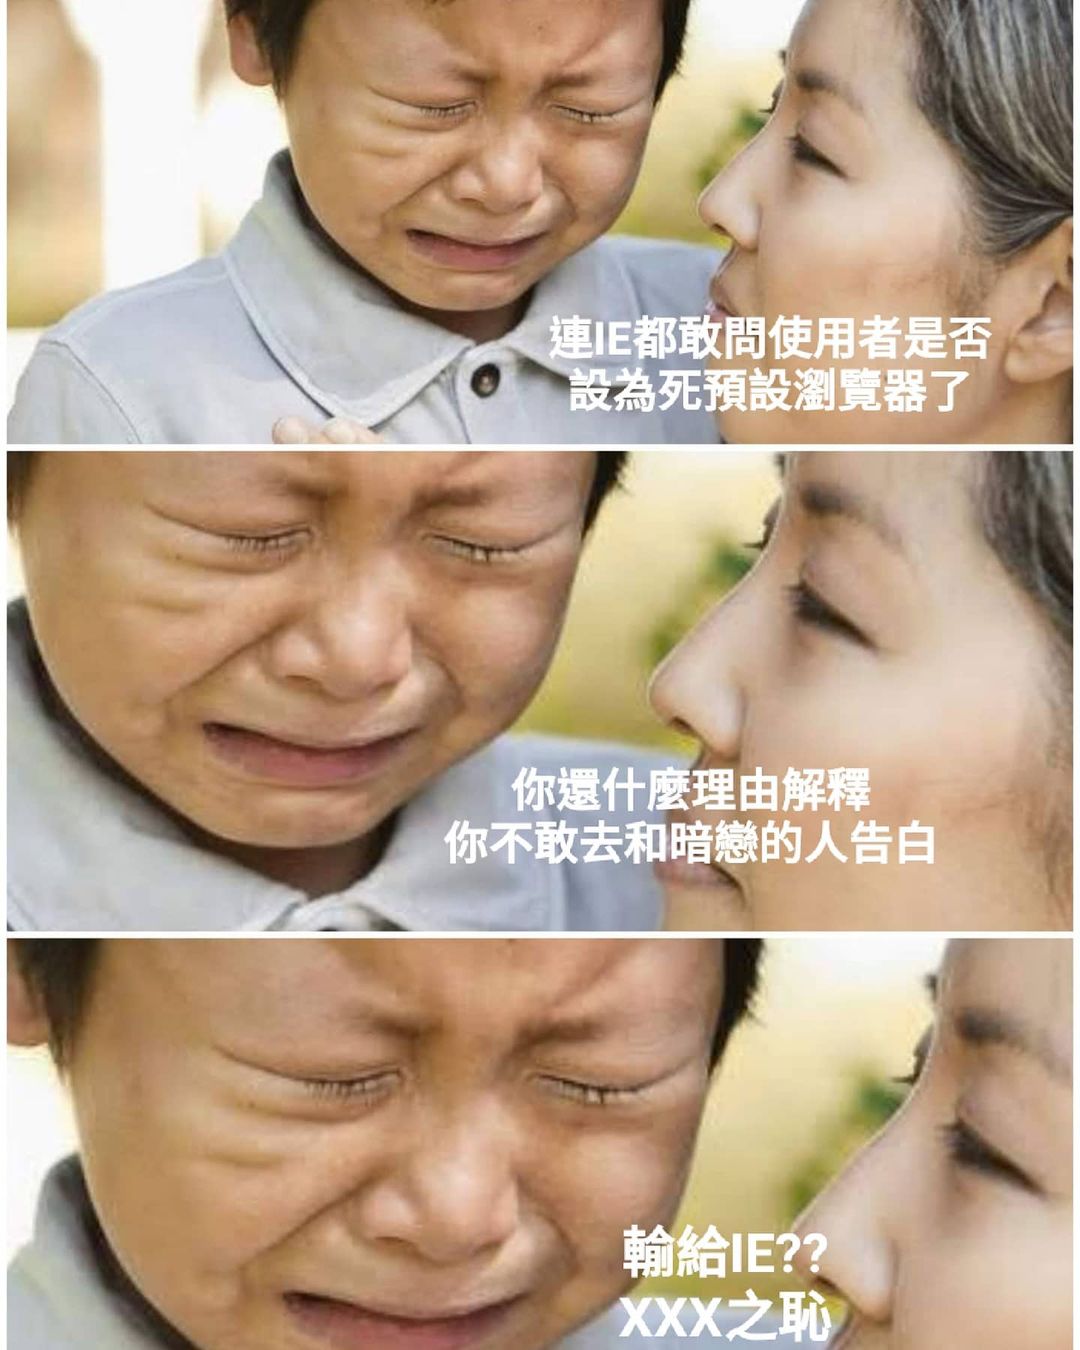 連IE都敢問使用者是否
設為死預設瀏覽器了
你還什麼理由解釋
你不敢去和暗戀的人告白
輸給IE??
XXX之恥